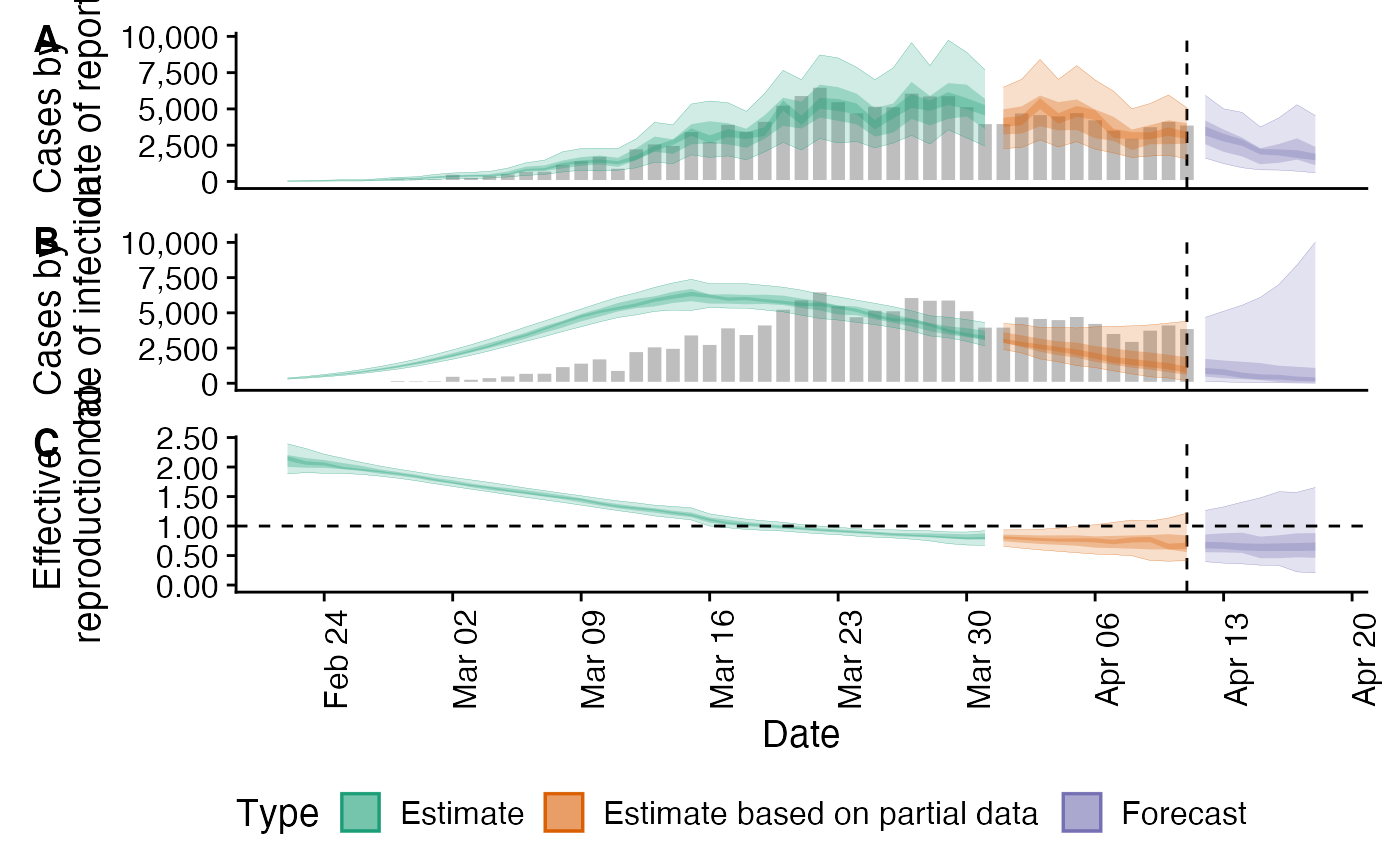 A
Cases by
date of report
10,000
7,500
5,000
2,500
0
B
Cases by
date of infection
10,000
7,500
5,000
2,500
0
C
Effective
reproduction no.
2.50
2.00
1.50
1.00
0.50
0.00
Feb 24
Mar 02
Mar 09
Mar 16
Mar 23
Mar 30
Apr 06
Apr 13
Apr 20
Date
Type
Estimate
Estimate based on partial data
Forecast